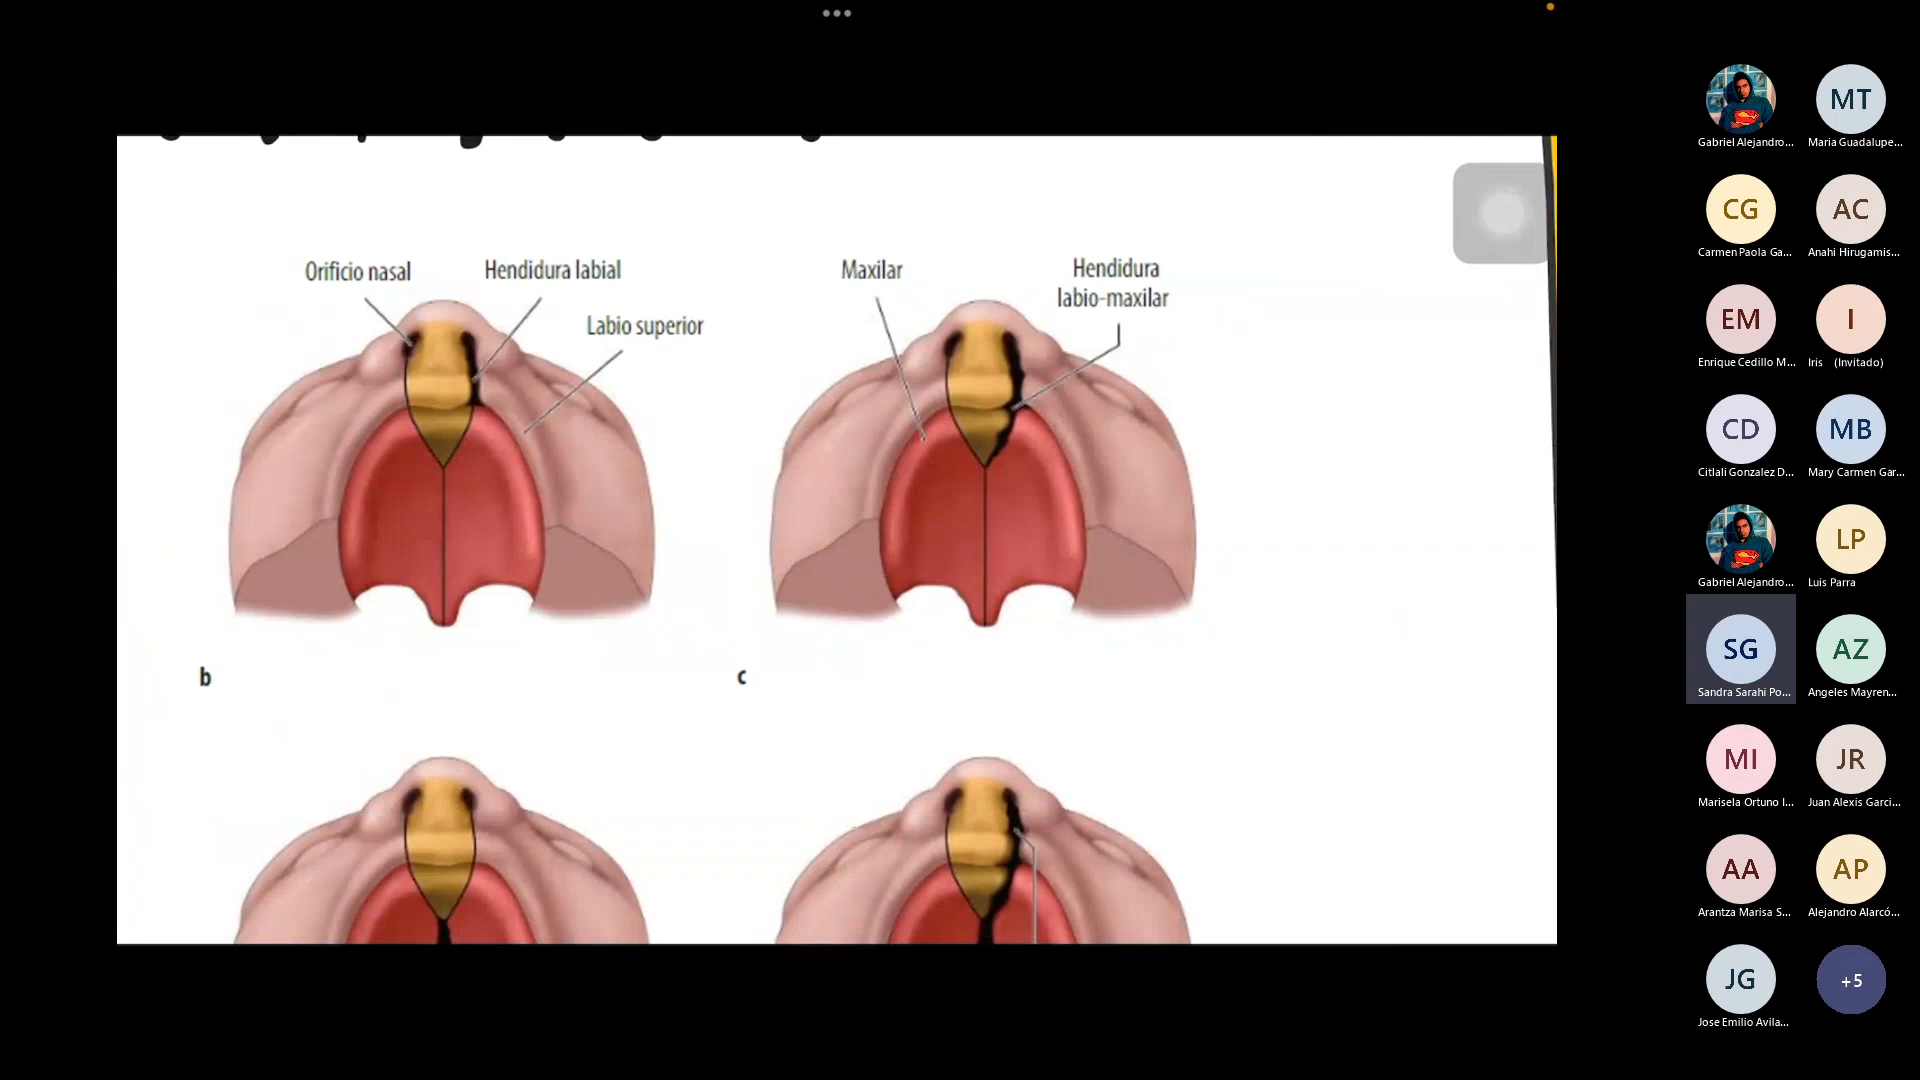 Orificio nasal
Hendidura labial
Labio superior
Maxilar
Hendidura
labio-maxilar
b
c
Gabriel Alejandro...
MT
Maria Guadalupe...
CG
Carmen Paola Ga...
AC
Anahi Hirugamis...
EM
Enrique Cedillo M...
I
Iris (Invitado)
CD
Citlali Gonzalez D...
MB
Mary Carmen Gar...
Gabriel Alejandro...
LP
Luis Parra
SG
Sandra Sarahi Po...
AZ
Angeles Mayren...
MI
Marisela Ortuno I...
JR
Juan Alexis Garci...
AA
Arantza Marisa S...
AP
Alejandro Alarcó...
JG
Jose Emilio Avila...
+5